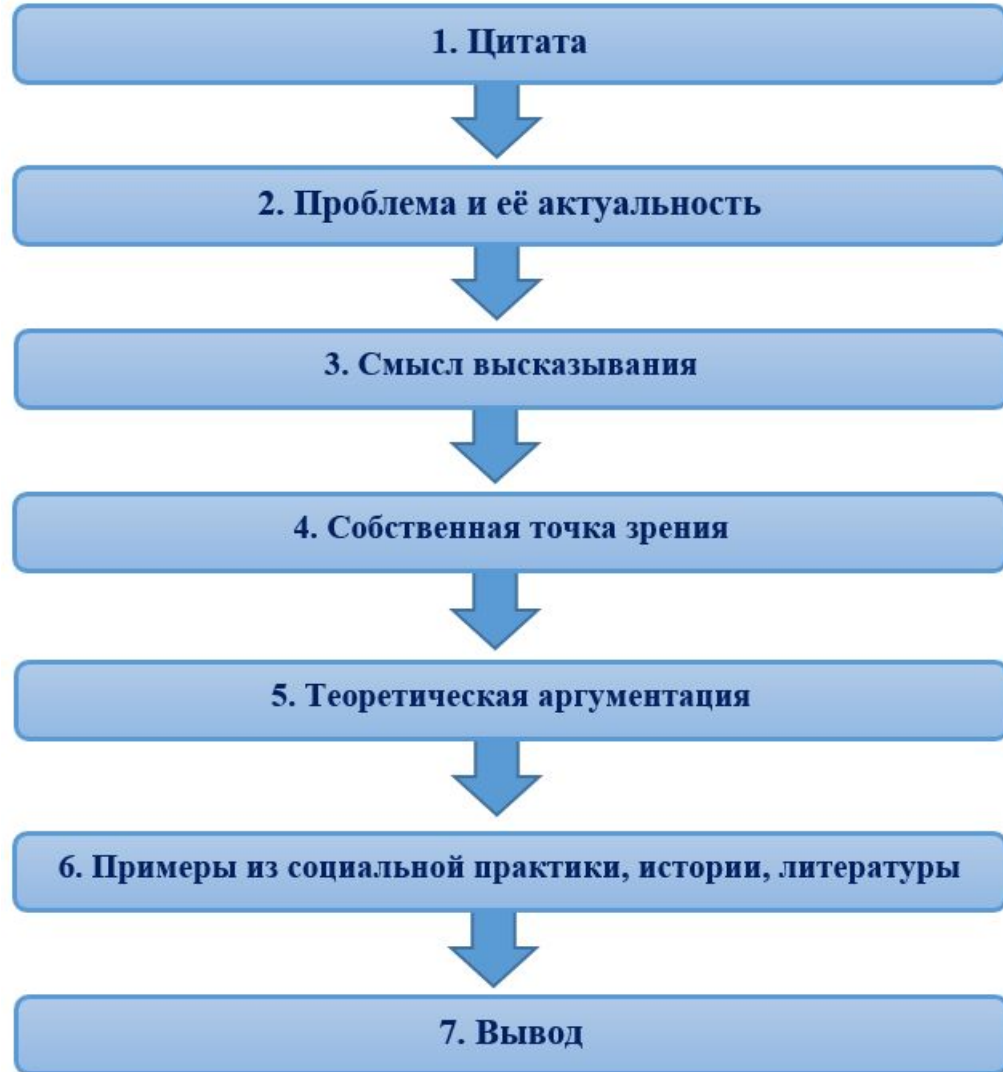 1. Цитата
2. Проблема и её актуальность
3. Смысл высказывания
4. Собственная точка зрения
5. Теоретическая аргументация
6. Примеры из социальной практики, истории, литературы
7. Вывод